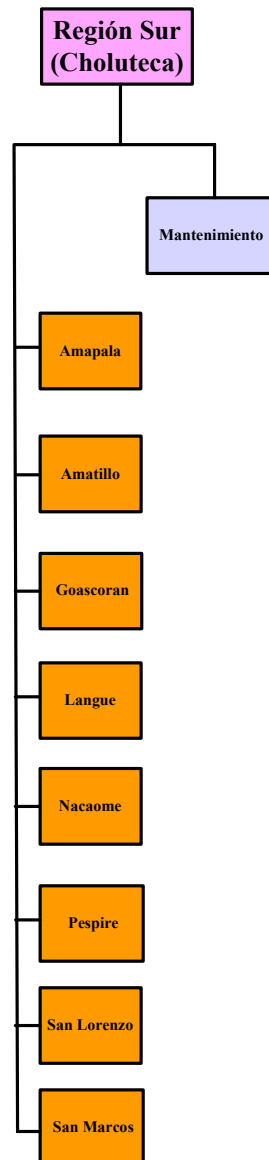 Región Sur
(Choluteca)
Mantenimiento
Amapala
Amatillo
Goascoran
Langue
Nacaome
Pespire
San Lorenzo
San Marcos